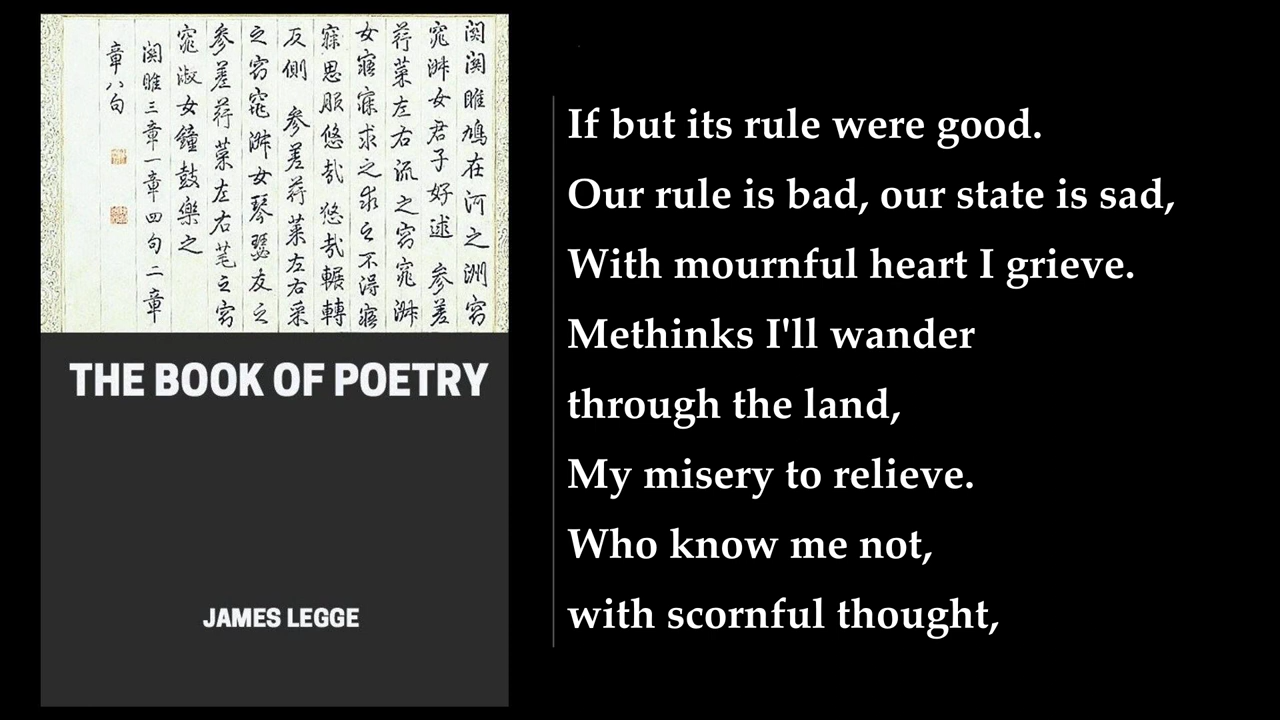 關關雎鳩在河之洲窈
窕淑女君子好逑 參差
荇菜左右流之窈窕淑
女寤寐求之求之不得寤
寐思服悠哉悠哉輾轉
反側 參差荇菜左右采
之窈窕淑女琴瑟友之
參差荇菜左右芼之窈
窕淑女鐘鼓樂之
關雎三章一章四句二章
章八句
THE BOOK OF POETRY
JAMES LEGGE
If but its rule were good.
Our rule is bad, our state is sad,
With mournful heart I grieve.
Methinks I'll wander
through the land,
My misery to relieve.
Who know me not,
with scornful thought,